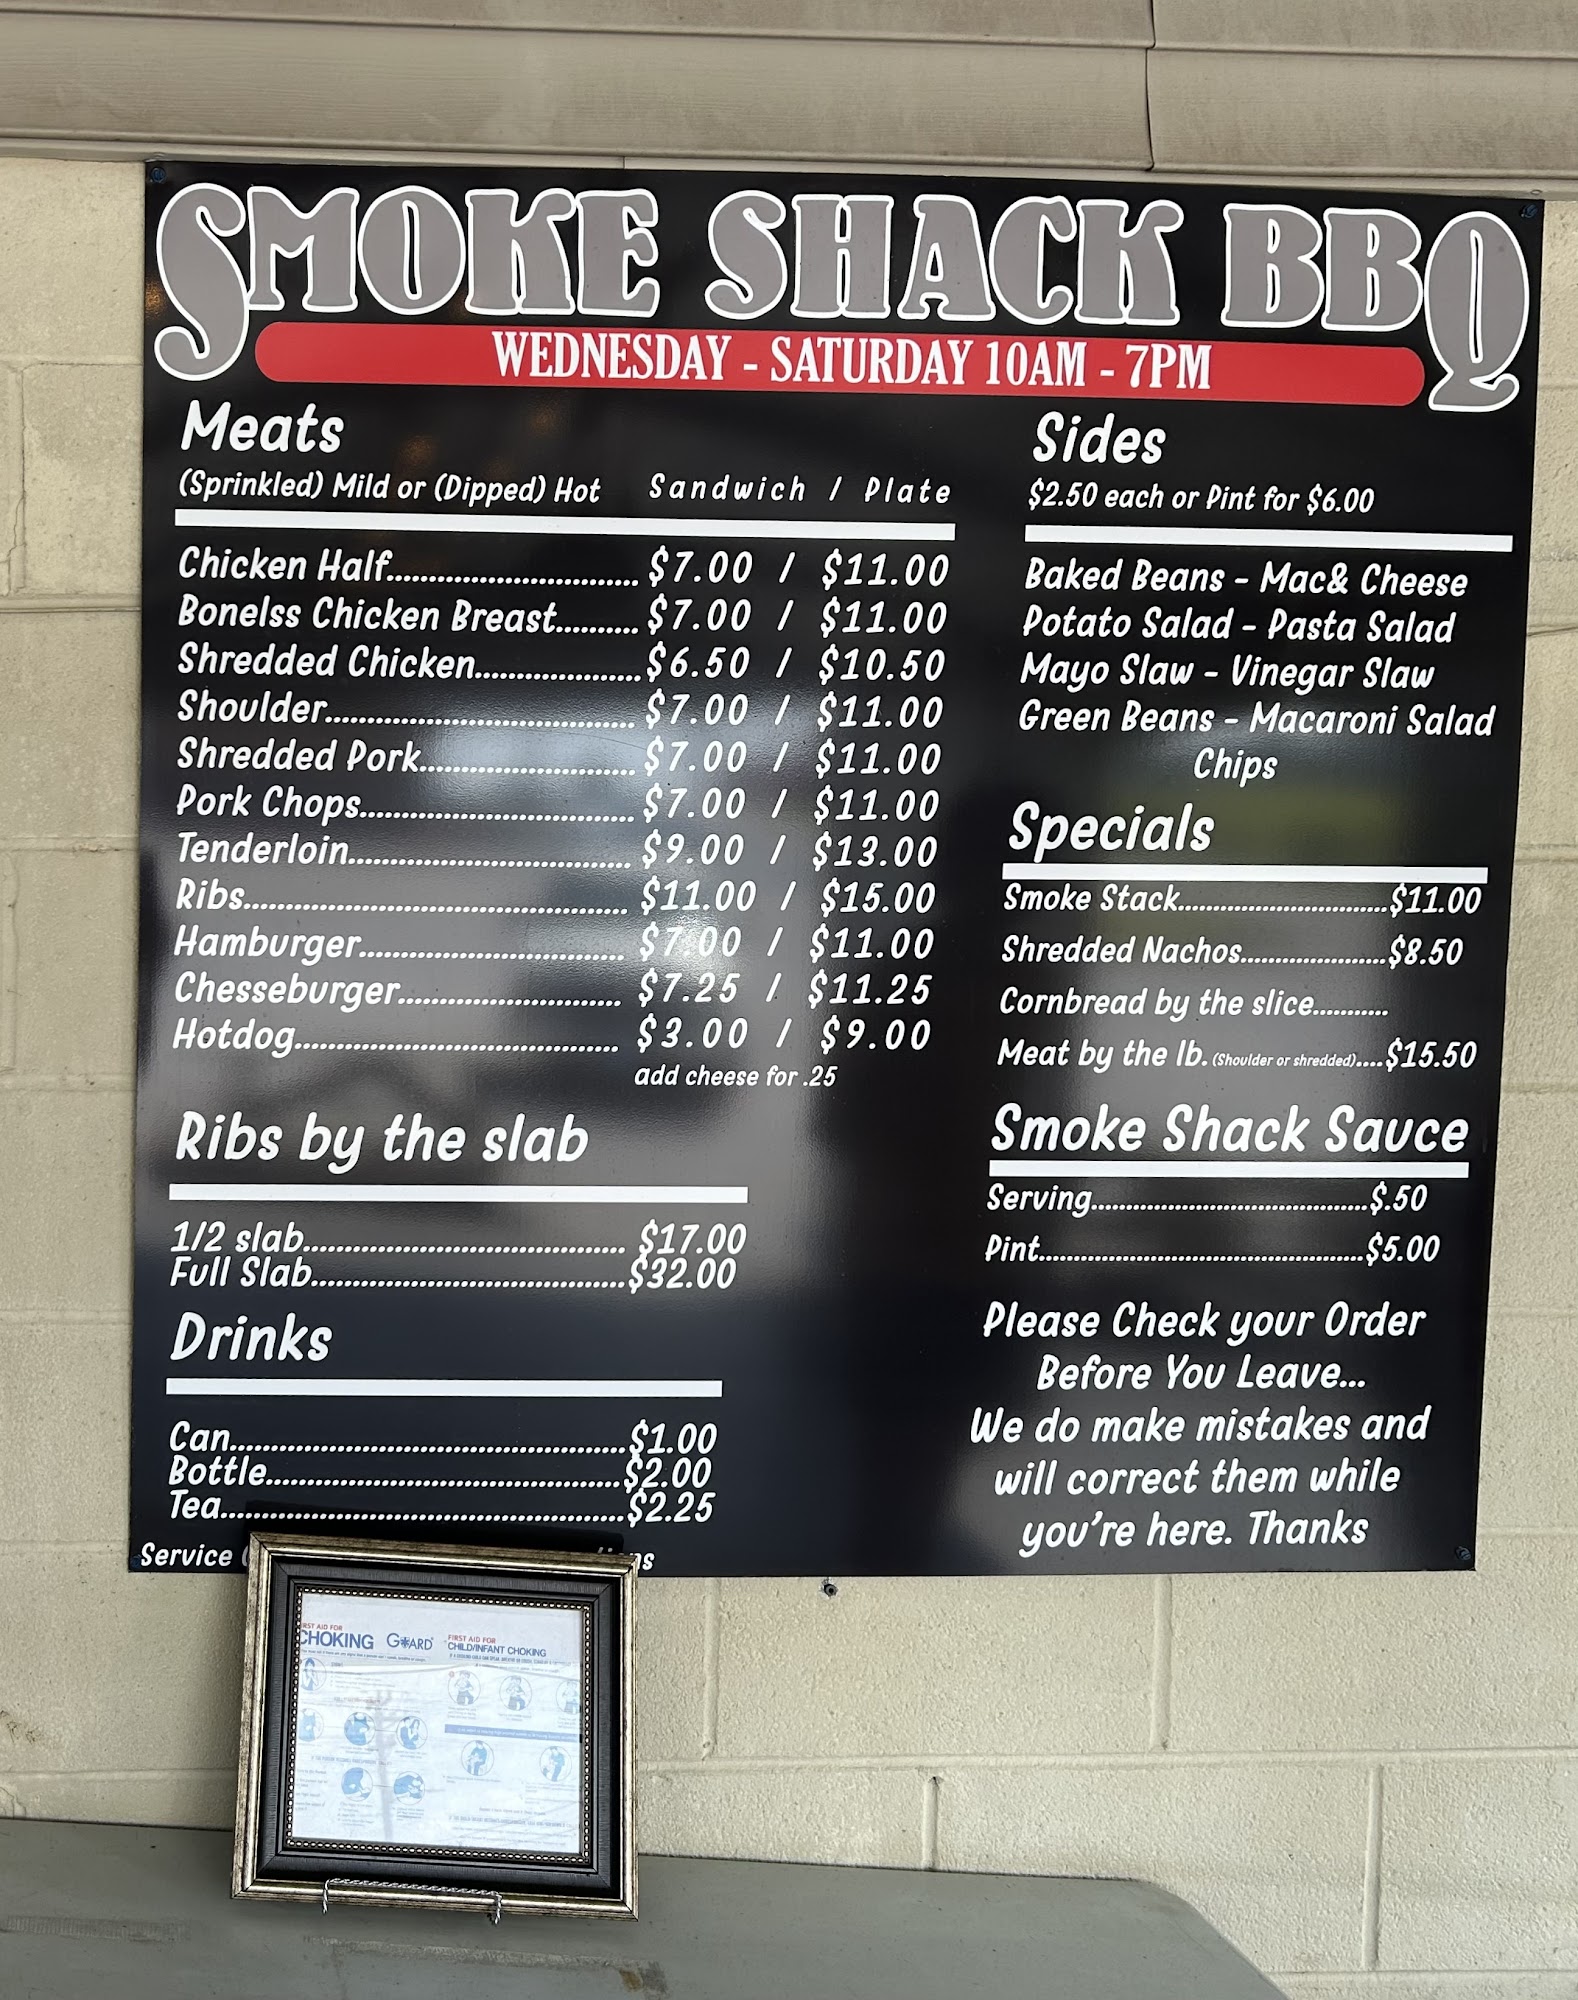 SMOKE SHACK BBQ
WEDNESDAY - SATURDAY 10AM - 7PM
Meats
(Sprinkled) Mild or (Dipped) Hot Sandwich / Plate
Chicken Half.............................. $7.00 / $11.00
Bonelss Chicken Breast.......... $7.00 / $11.00
Shredded Chicken.................... $6.50 / $10.50
Shoulder..................................... $7.00 / $11.00
Shredded Pork.......................... $7.00 / $11.00
Pork Chops................................. $7.00 / $11.00
Tenderloin.................................. $9.00 / $13.00
Ribs.............................................. $11.00 / $15.00
Hamburger................................ $7.00 / $11.00
Chesseburger........................... $7.25 / $11.25
Hotdog....................................... $3.00 / $9.00
add cheese for .25
Ribs by the slab
1/2 slab....................................... $17.00
Full Slab......................................$32.00
Drinks
Can................................................$1.00
Bottle...........................................$2.00
Tea.................................................$2.25
Service
Sides
$2.50 each or Pint for $6.00
Baked Beans - Mac& Cheese
Potato Salad - Pasta Salad
Mayo Slaw - Vinegar Slaw
Green Beans - Macaroni Salad
Chips
Specials
Smoke Stack..............................$11.00
Shredded Nachos.....................$8.50
Cornbread by the slice...........
Meat by the lb. (Shoulder or shredded)....$15.50
Smoke Shack Sauce
Serving........................................$.50
Pint...............................................$5.00
Please Check your Order
Before You Leave...
We do make mistakes and
will correct them while
you're here. Thanks
FIRST AID FOR
CHOKING
GUARD
FIRST AID FOR
CHILD/INFANT CHOKING